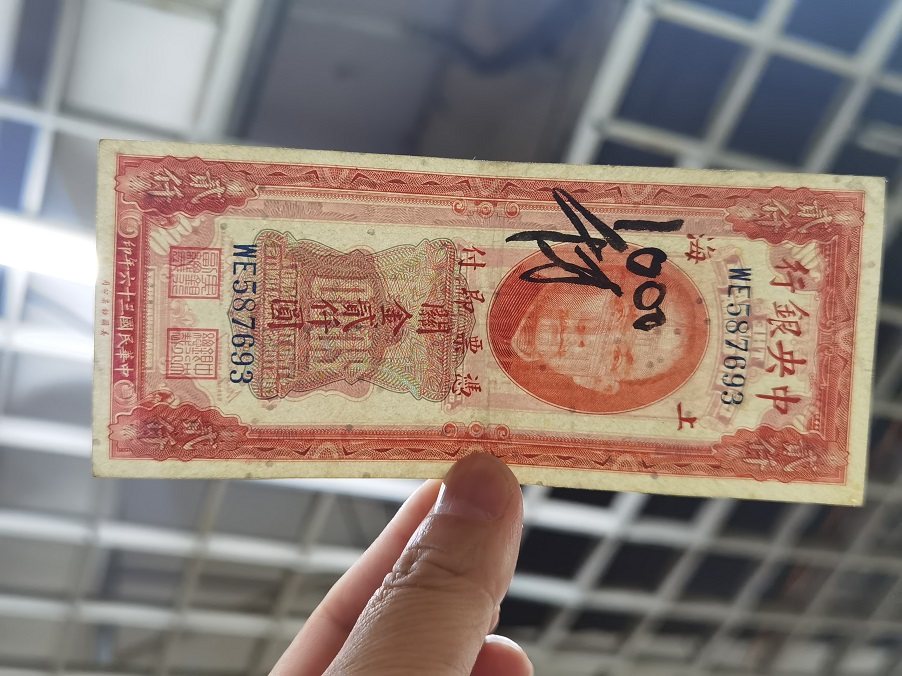 貳仟
貳仟
中央銀行
WE587693
上海
1000
憑票即付
關金
貳仟
圓
WE587693
貳仟
貳仟
中華民國三十六年印